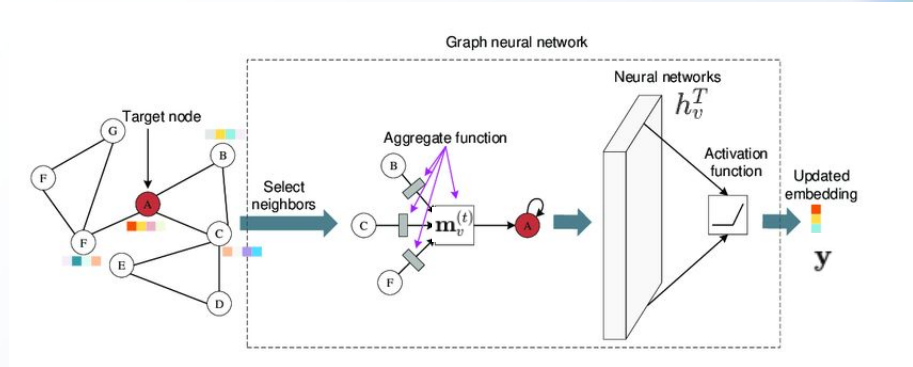 Graph neural network
Neural networks
h_v^T
Target node
G
B
F
A
F
C
E
D
Select
neighbors
Aggregate function
B
C
F
m_v^{(t)}
A
Activation
function
Updated
embedding
y